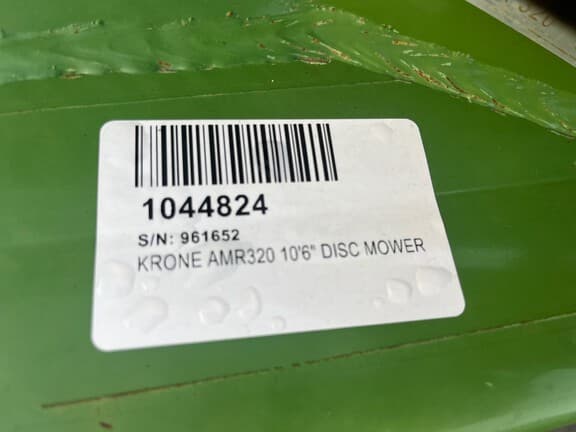 1044824
S/N: 961652
KRONE AMR320 10'6" DISC MOWER